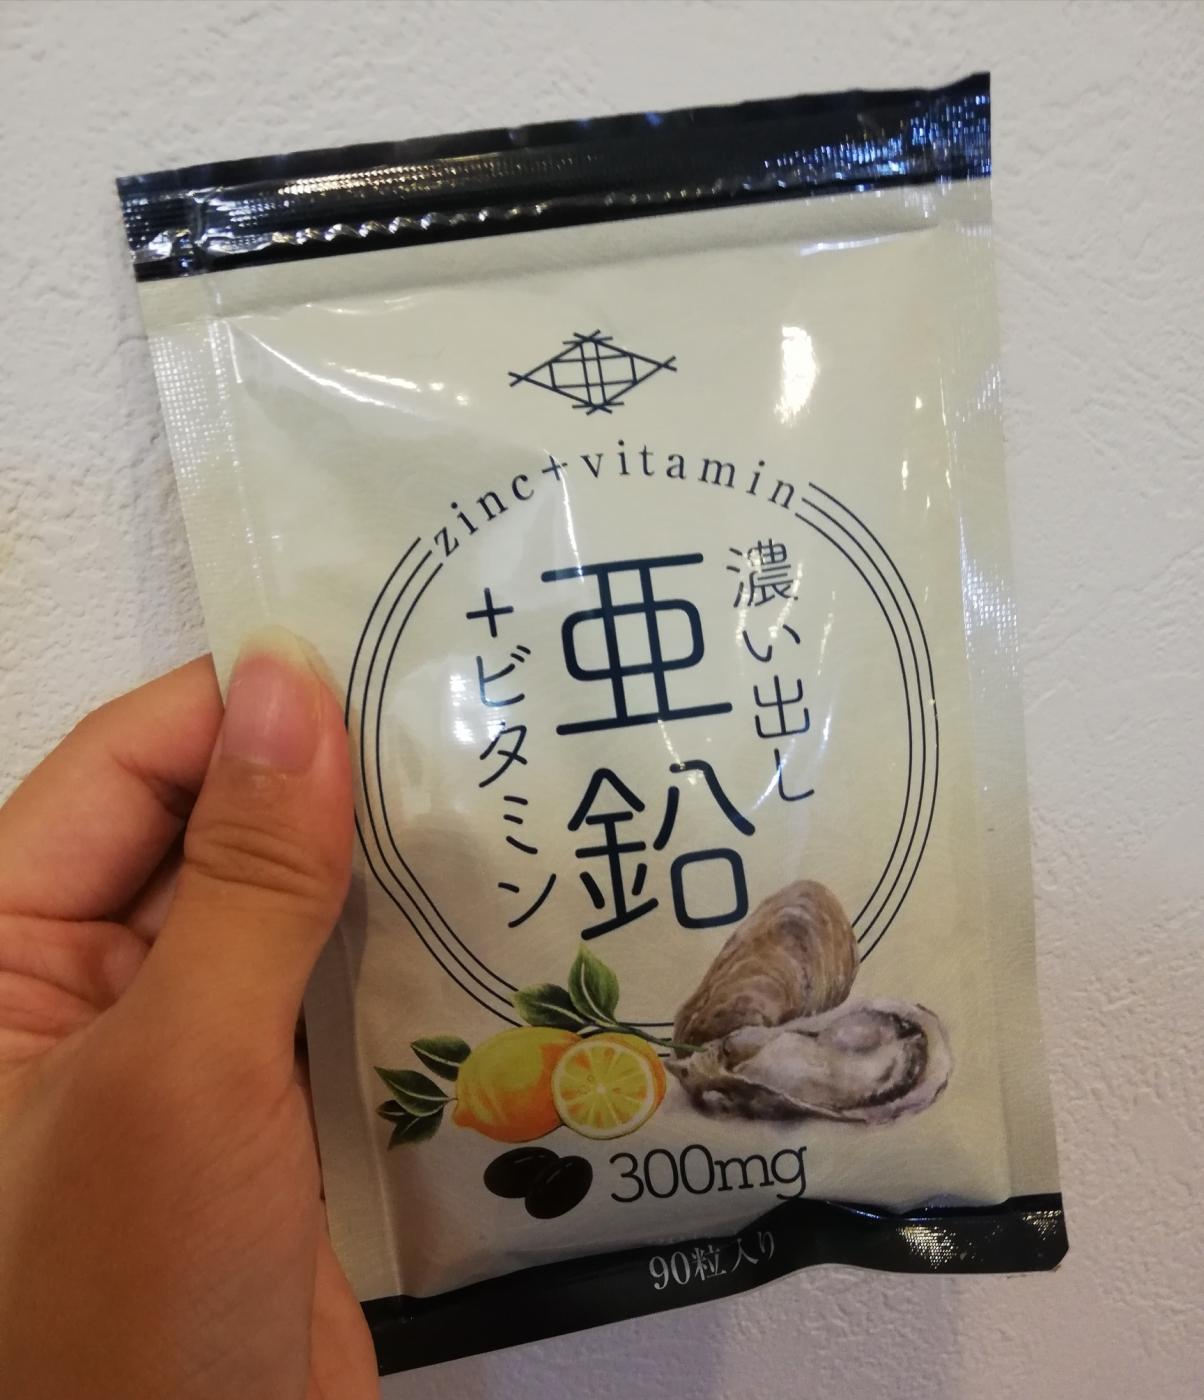 zinc+vitamin
濃い出し
亜鉛
+ビタミン
300mg
90粒入り